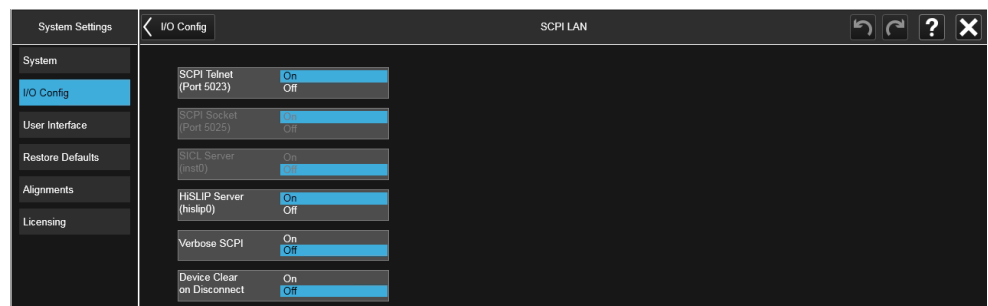 System Settings
I/O Config
SCPI LAN
?
System
I/O Config
User Interface
Restore Defaults
Alignments
Licensing
SCPI Telnet
(Port 5023)
On
Off
SCPI Socket
(Port 5025)
On
Off
SICL Server
(inst0)
On
Off
HiSLIP Server
(hislip0)
On
Off
Verbose SCPI
On
Off
Device Clear
on Disconnect
On
Off